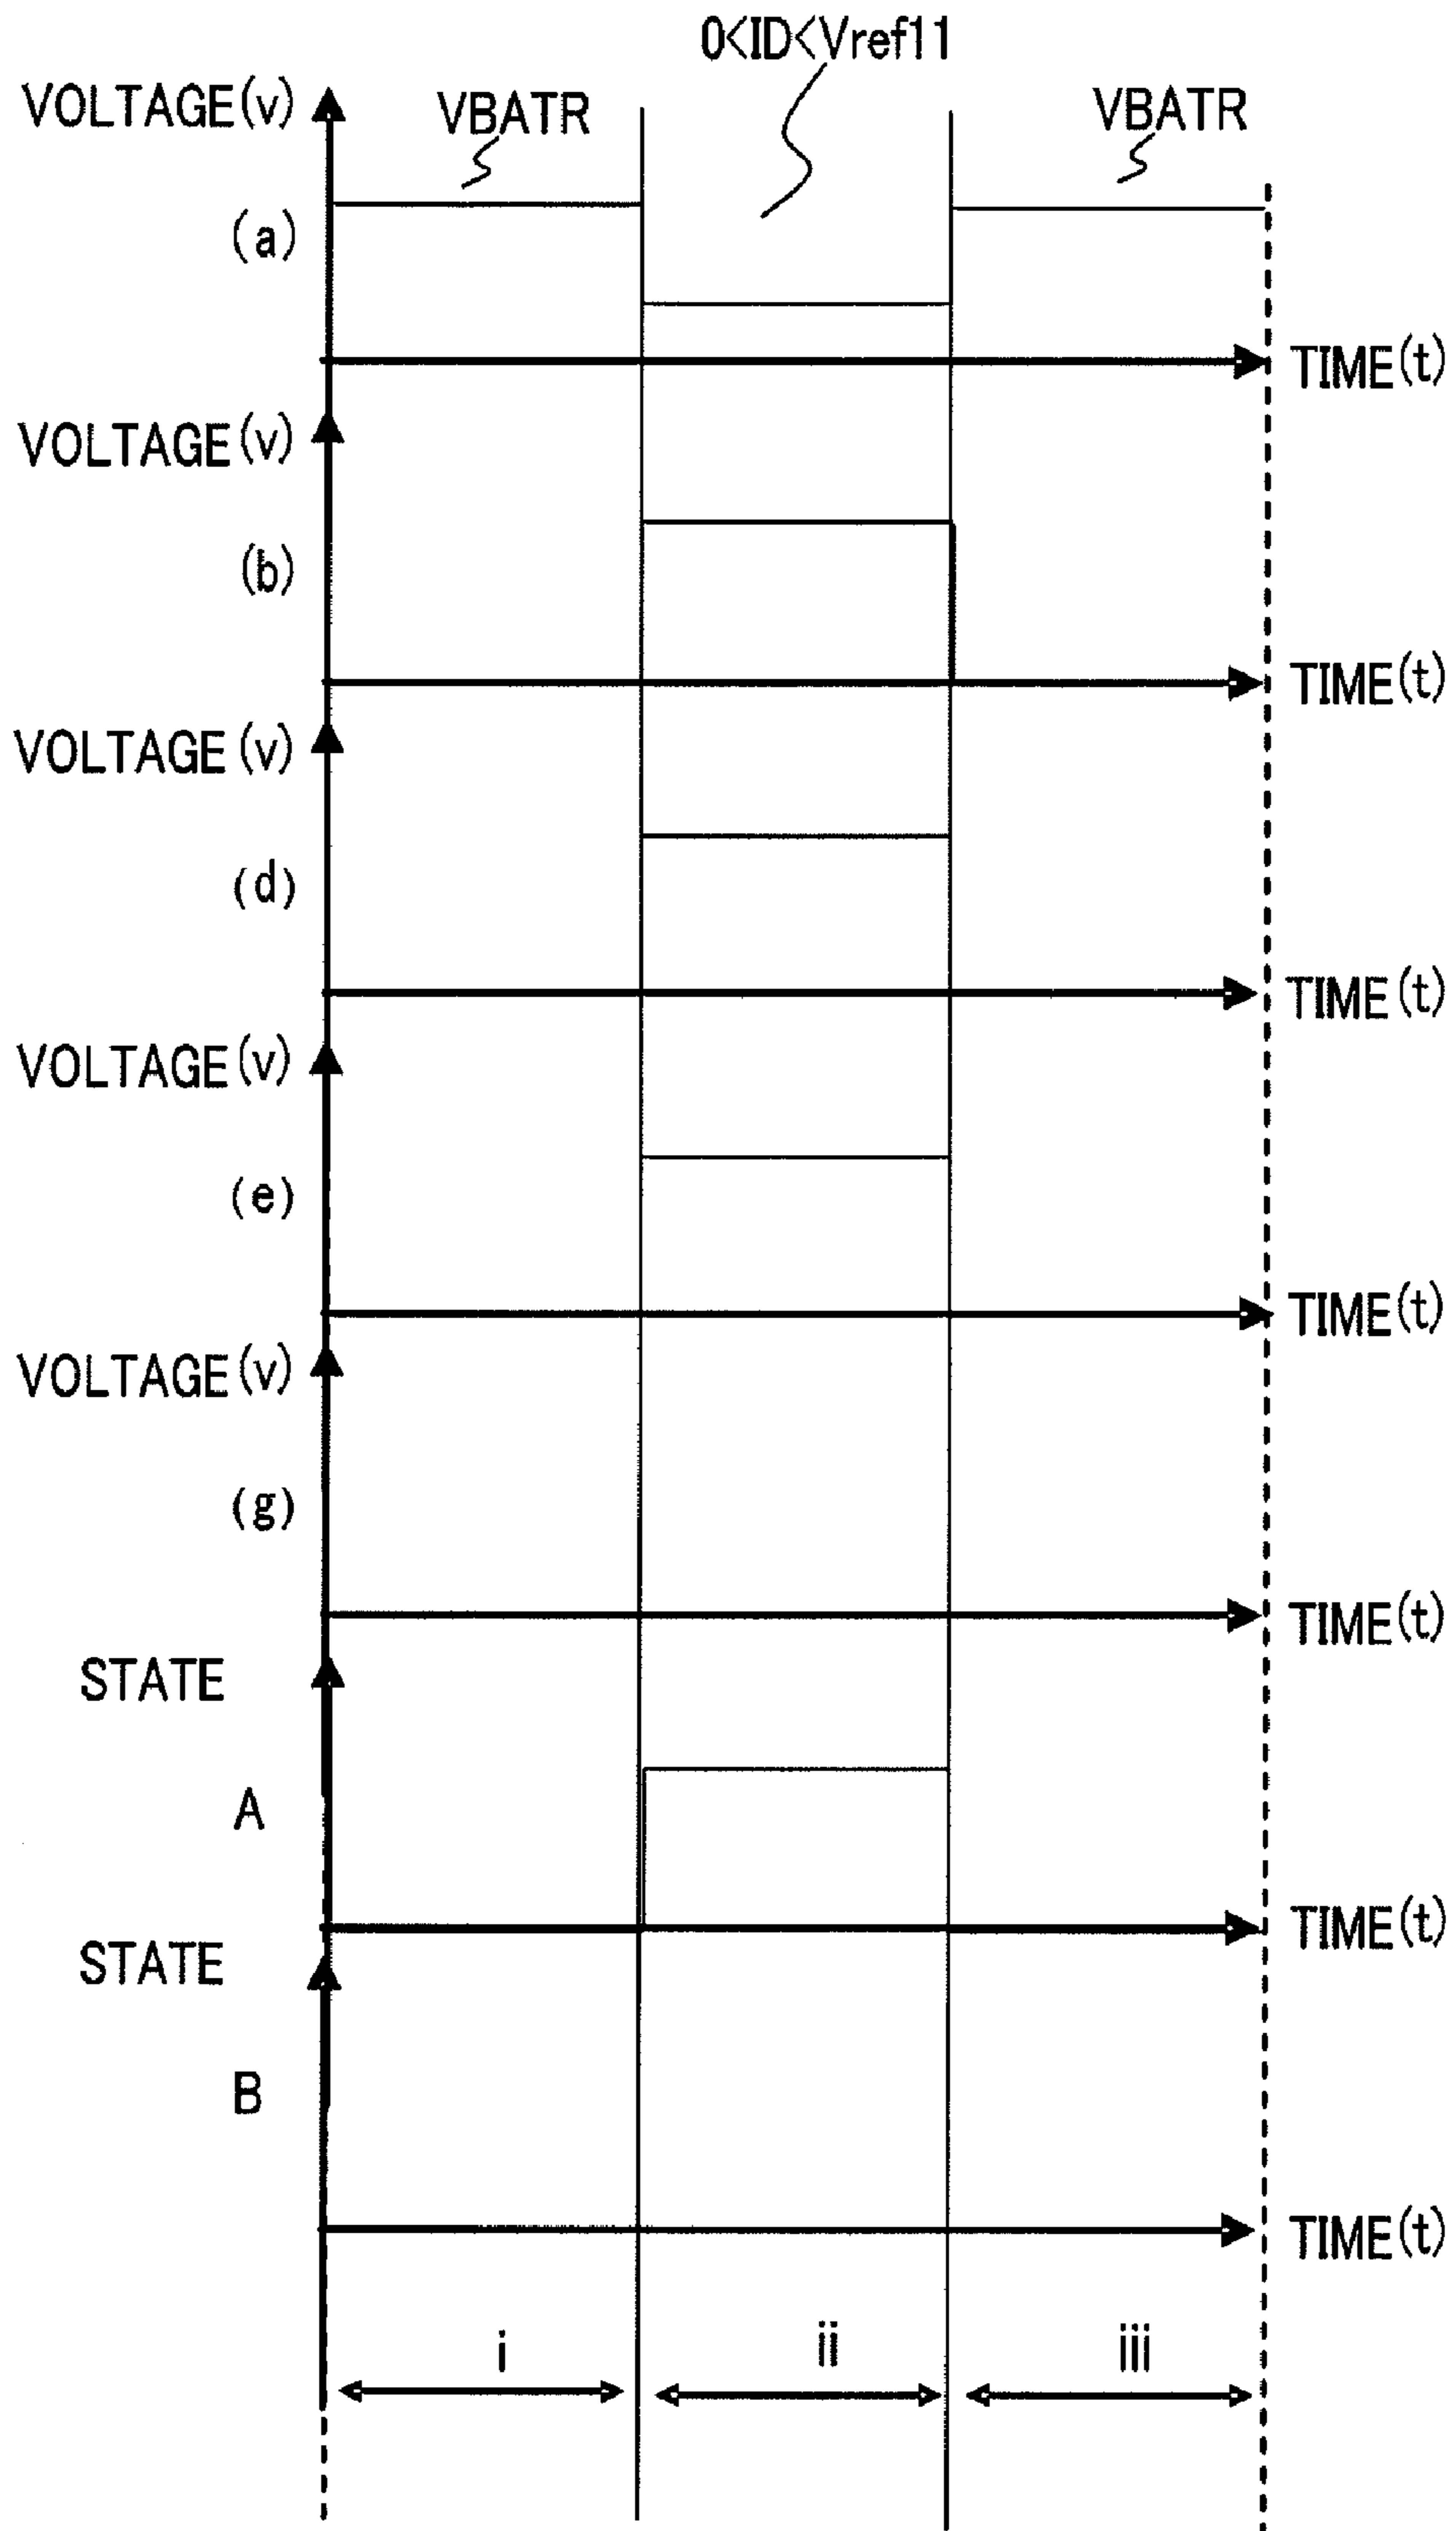 0<ID<Vref11
VOLTAGE(v)
VBATR
VBATR
(a)
TIME(t)
VOLTAGE(v)
(b)
TIME(t)
VOLTAGE(v)
(d)
TIME(t)
VOLTAGE(v)
(e)
TIME(t)
VOLTAGE(v)
(g)
TIME(t)
STATE
A
TIME(t)
STATE
B
TIME(t)
i
ii
iii